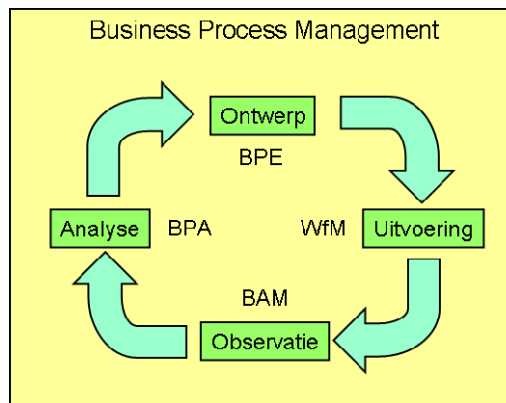 Business Process Management
Ontwerp
BPE
Analyse
BPA
WfM
Uitvoering
BAM
Observatie